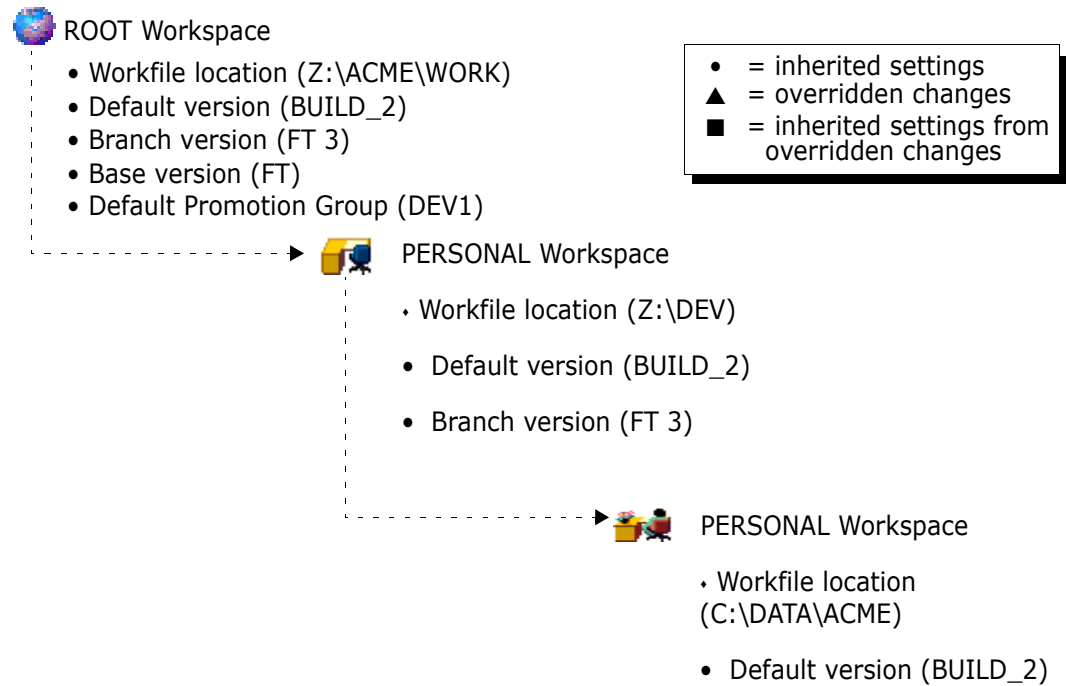 ROOT Workspace
• Workfile location (Z:\ACME\WORK)
• Default version (BUILD_2)
• Branch version (FT 3)
• Base version (FT)
• Default Promotion Group (DEV1)
• = inherited settings
▲ = overridden changes
■ = inherited settings from
overridden changes
PERSONAL Workspace
⬧ Workfile location (Z:\DEV)
• Default version (BUILD_2)
• Branch version (FT 3)
PERSONAL Workspace
⬧ Workfile location
(C:\DATA\ACME)
• Default version (BUILD_2)